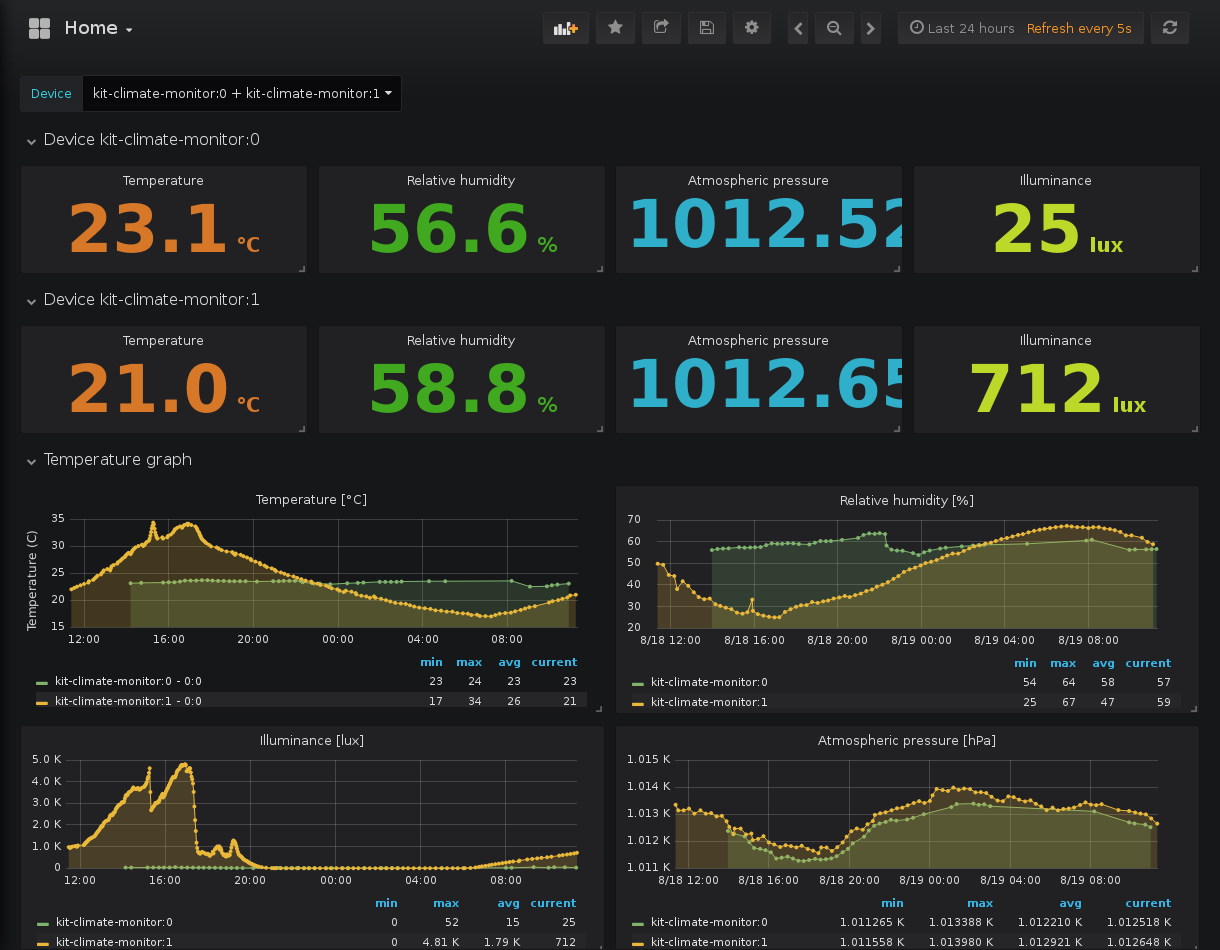 Home
Last 24 hours Refresh every 5s
Device kit-climate-monitor:0 + kit-climate-monitor:1
Device kit-climate-monitor:0
Temperature Relative humidity Atmospheric pressure Illuminance
23.1 °C 56.6 % 1012.52 25 lux
Device kit-climate-monitor:1
Temperature Relative humidity Atmospheric pressure Illuminance
21.0 °C 58.8 % 1012.65 712 lux
Temperature graph
Temperature [°C]
Temperature (C)
35
30
25
20
15
12:00 16:00 20:00 00:00 04:00 08:00
min max avg current
kit-climate-monitor:0 - 0:0 23 24 23 23
kit-climate-monitor:1 - 0:0 17 34 26 21
Relative humidity [%]
70
60
50
40
30
20
8/18 12:00 8/18 16:00 8/18 20:00 8/19 00:00 8/19 04:00 8/19 08:00
min max avg current
kit-climate-monitor:0 54 64 58 57
kit-climate-monitor:1 25 67 47 59
Illuminance [lux]
5.0 K
4.0 K
3.0 K
2.0 K
1.0 K
0
12:00 16:00 20:00 00:00 04:00 08:00
min max avg current
kit-climate-monitor:0 0 52 15 25
kit-climate-monitor:1 0 4.81 K 1.79 K 712
Atmospheric pressure [hPa]
1.015 K
1.014 K
1.013 K
1.012 K
1.011 K
8/18 12:00 8/18 16:00 8/18 20:00 8/19 00:00 8/19 04:00 8/19 08:00
min max avg current
kit-climate-monitor:0 1.011265 K 1.013388 K 1.012210 K 1.012518 K
kit-climate-monitor:1 1.011558 K 1.013980 K 1.012921 K 1.012648 K